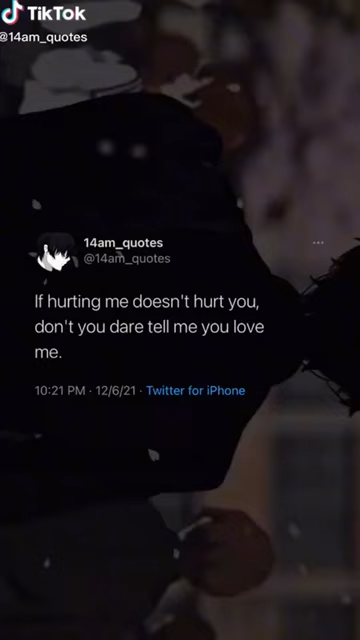 TikTok
@14am_quotes
14am_quotes
@14am_quotes
If hurting me doesn't hurt you,
don't you dare tell me you love
me.
10:21 PM · 12/6/21 · Twitter for iPhone